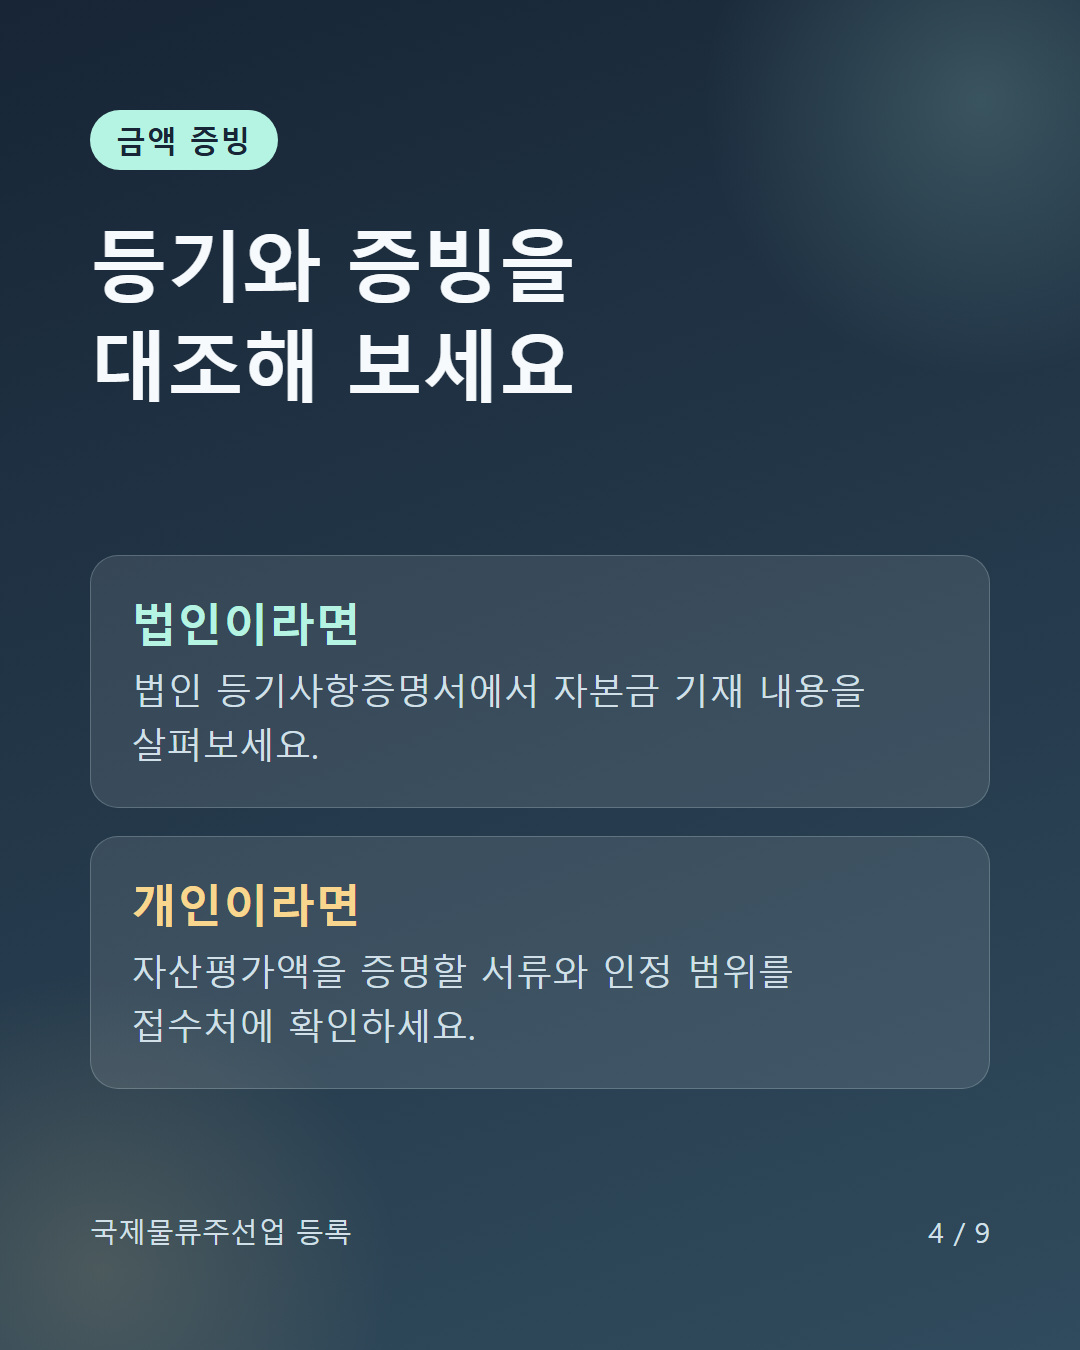 금액 증빙
등기와 증빙을
대조해 보세요
법인이라면
법인 등기사항증명서에서 자본금 기재 내용을
살펴보세요.
개인이라면
자산평가액을 증명할 서류와 인정 범위를
접수처에 확인하세요.
국제물류주선업 등록
4 / 9